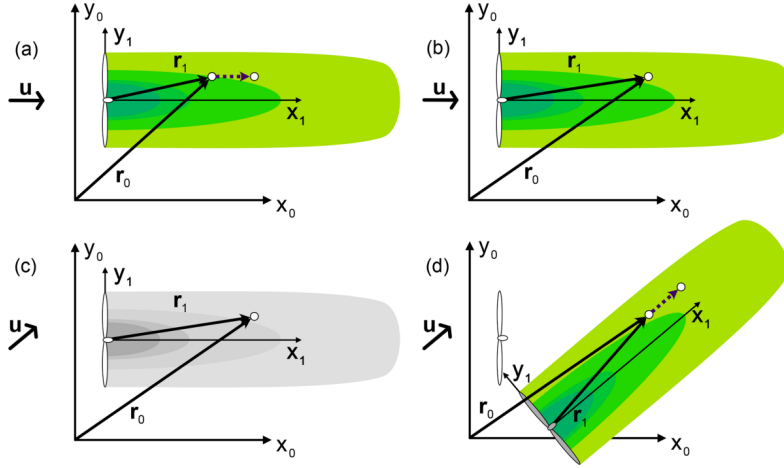 (a)
y₀
y₁
r₁
u
x₁
r₀
x₀
(b)
y₀
y₁
r₁
u
x₁
r₀
x₀
(c)
y₀
y₁
r₁
u
x₁
r₀
x₀
(d)
y₀
u
x₁
y₁
r₀
r₁
x₀